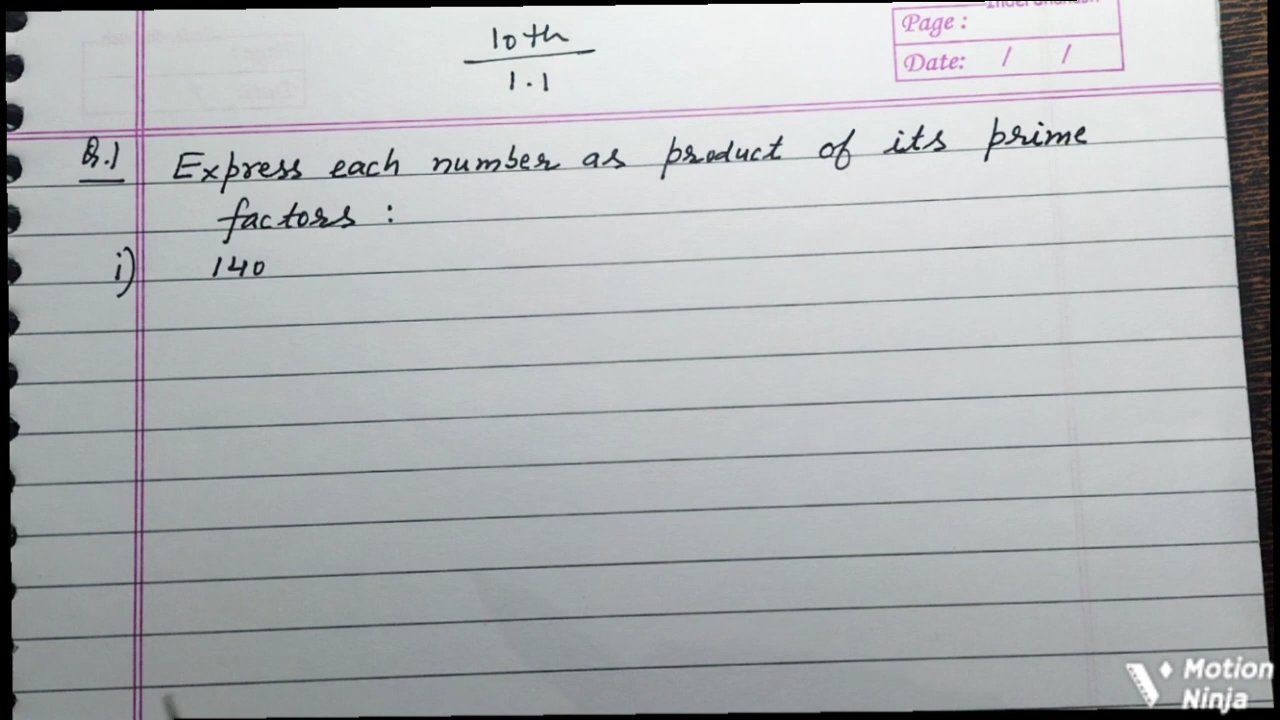 10th
1.1
Page :
Date: / /
Q.1 Express each number as product of its prime
factors :
i) 140
Motion
Ninja